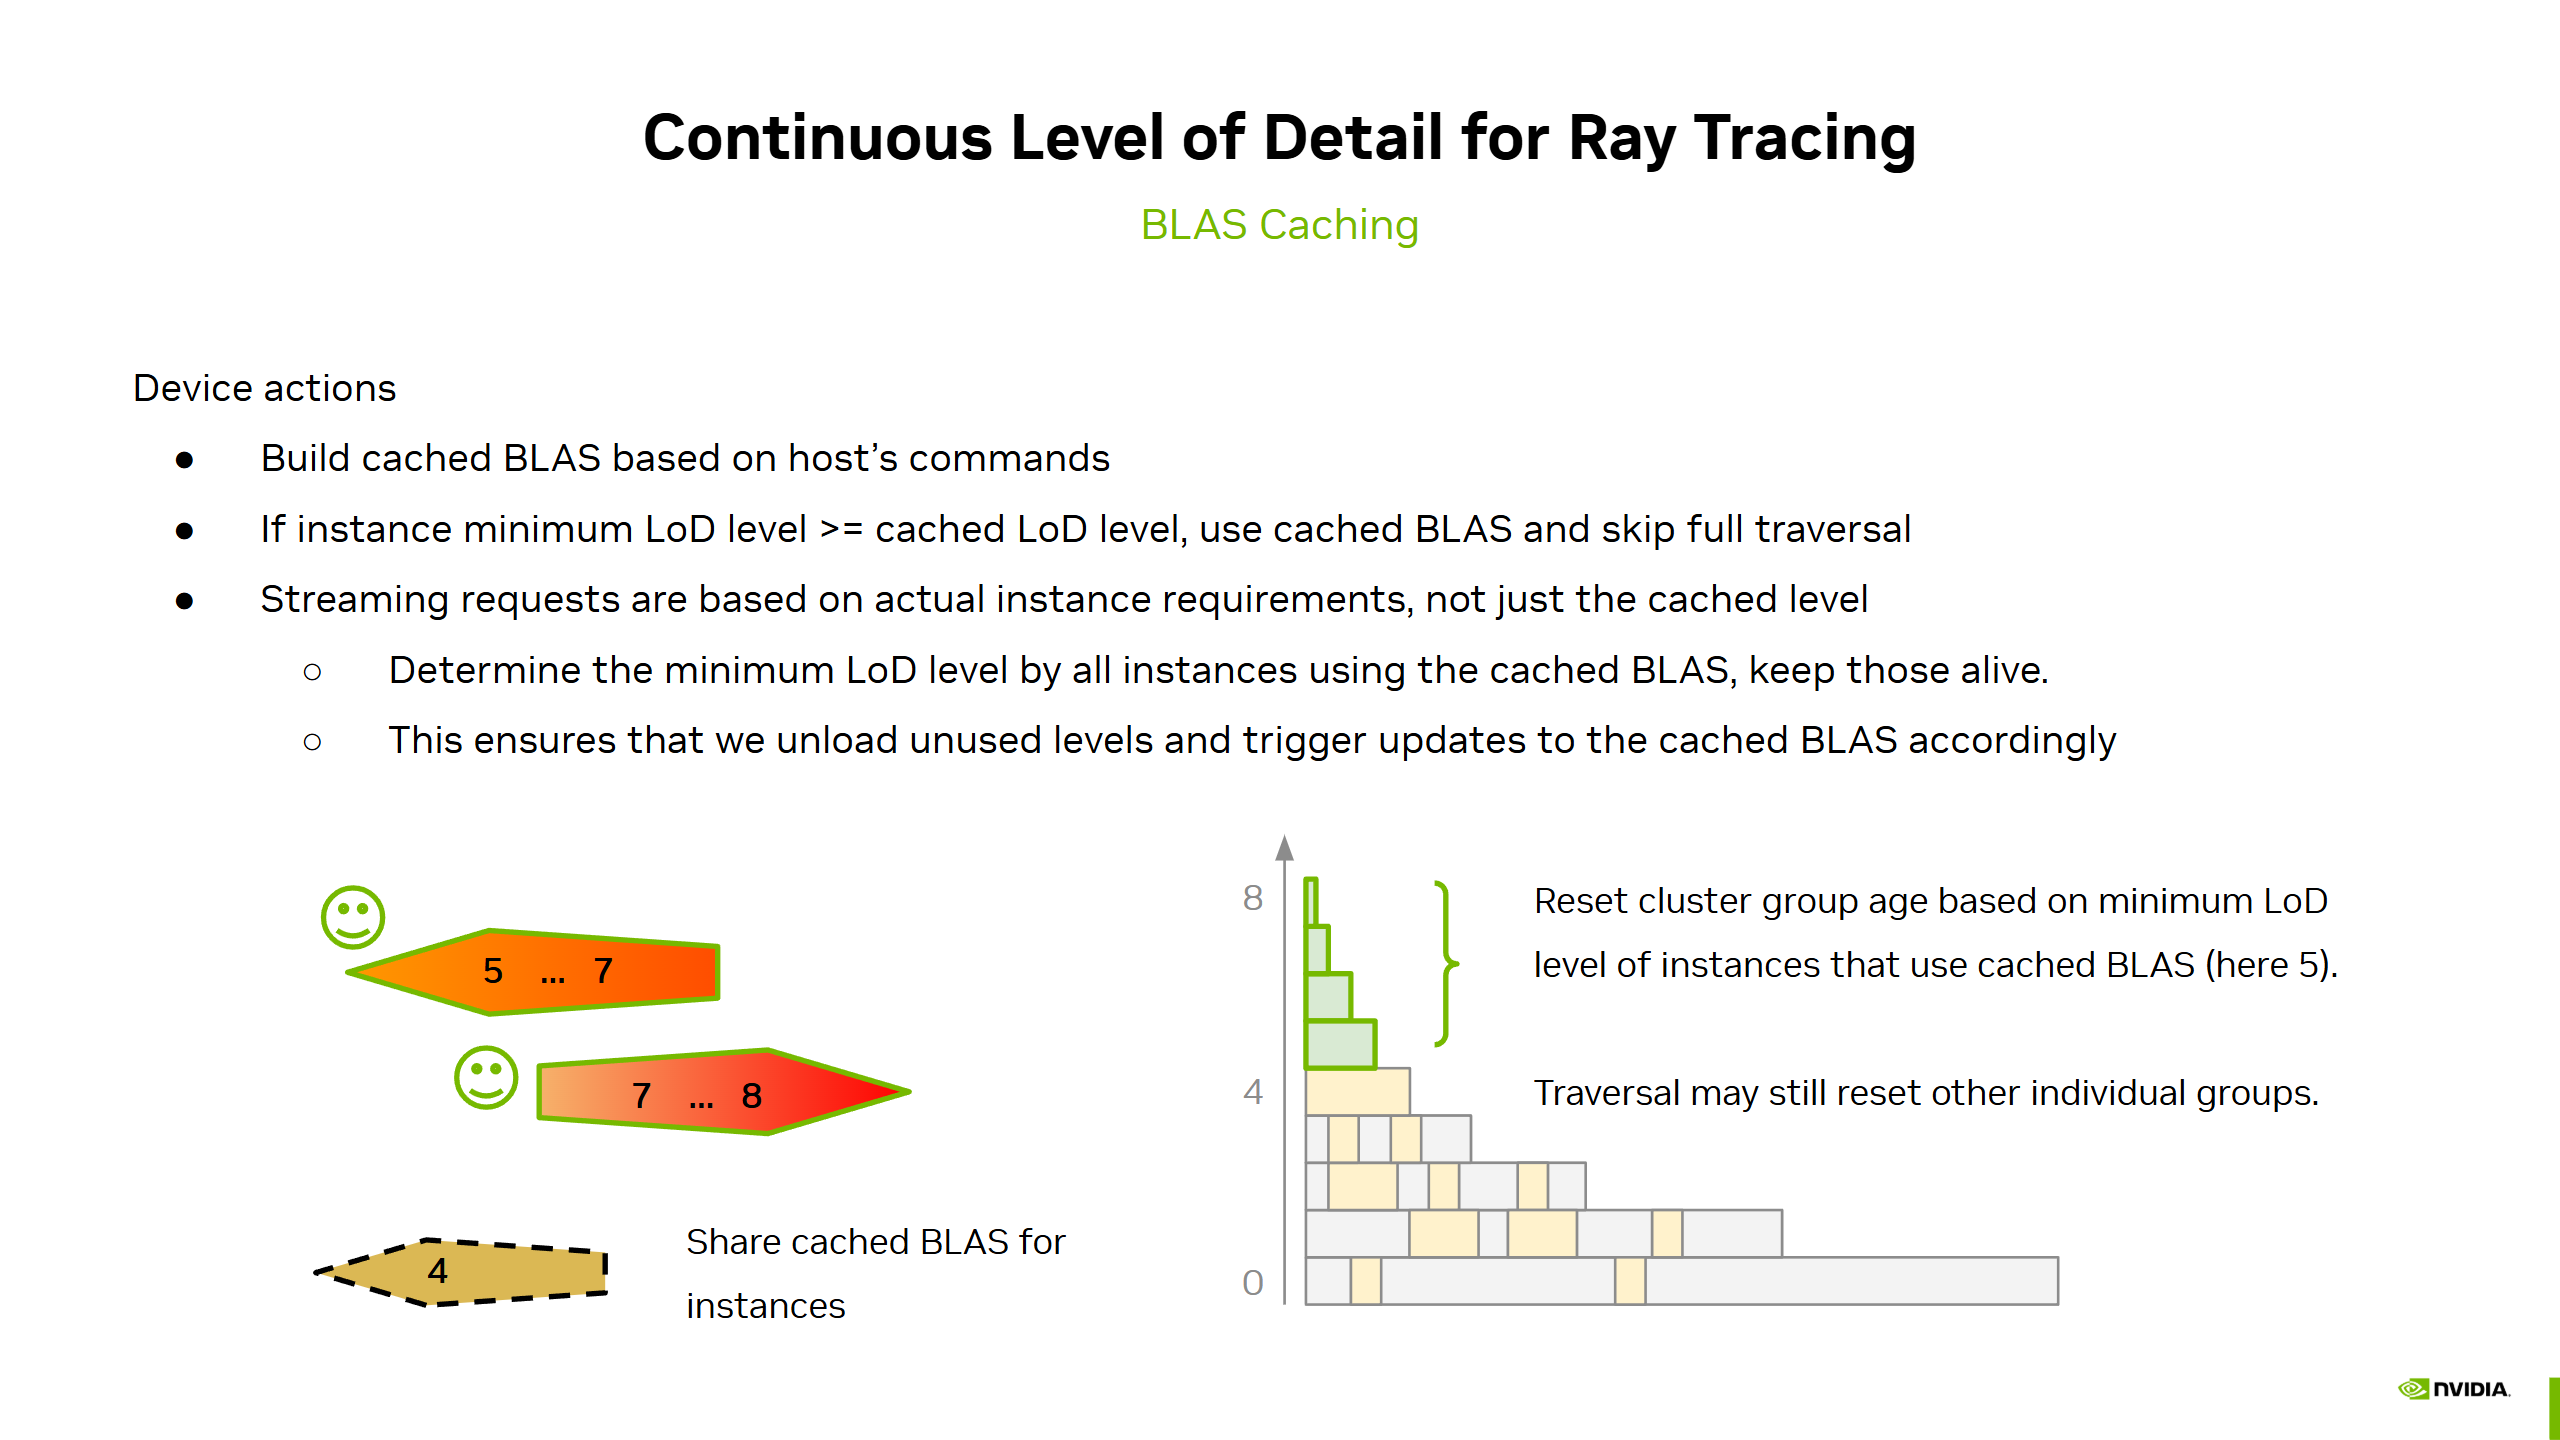 Continuous Level of Detail for Ray Tracing
BLAS Caching
Device actions
● Build cached BLAS based on host’s commands
● If instance minimum LoD level >= cached LoD level, use cached BLAS and skip full traversal
● Streaming requests are based on actual instance requirements, not just the cached level
○ Determine the minimum LoD level by all instances using the cached BLAS, keep those alive.
○ This ensures that we unload unused levels and trigger updates to the cached BLAS accordingly
5 ... 7
7 ... 8
4
Share cached BLAS for
instances
8
4
0
Reset cluster group age based on minimum LoD
level of instances that use cached BLAS (here 5).
Traversal may still reset other individual groups.
NVIDIA.